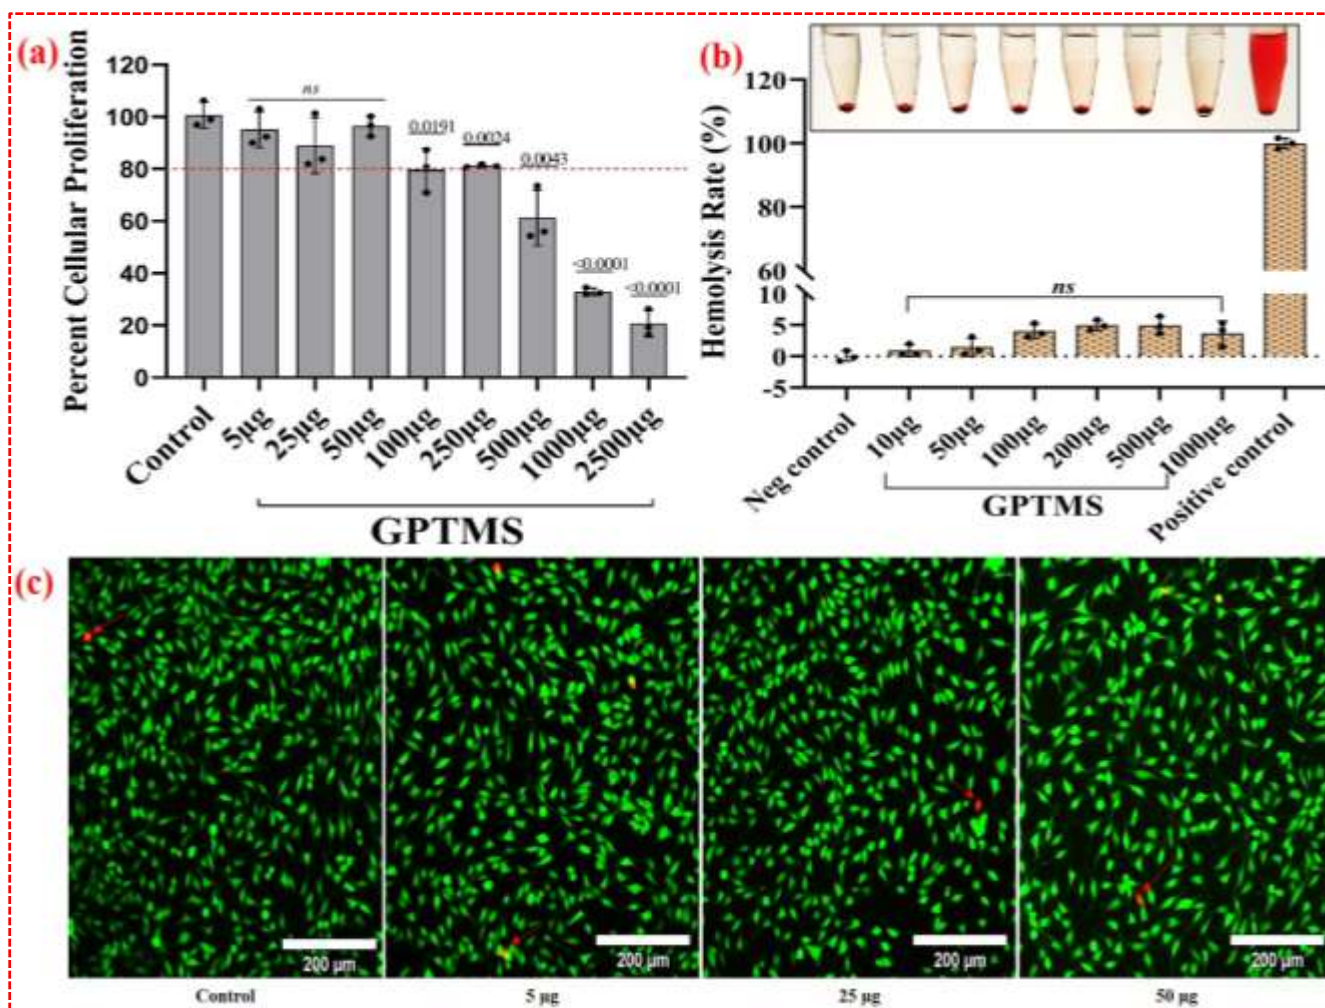 (a)
Percent Cellular Proliferation
120
100
80
60
40
20
0
ns
0.0191
0.0024
0.0043
<0.0001
<0.0001
Control
5µg
25µg
50µg
100µg
250µg
500µg
1000µg
2500µg
GPTMS
(b)
Hemolysis Rate (%)
120
100
80
60
10
5
0
-5
ns
Neg control
10µg
50µg
100µg
200µg
500µg
1000µg
Positive control
GPTMS
(c)
200 µm
200 µm
200 µm
200 µm
Control
5 µg
25 µg
50 µg